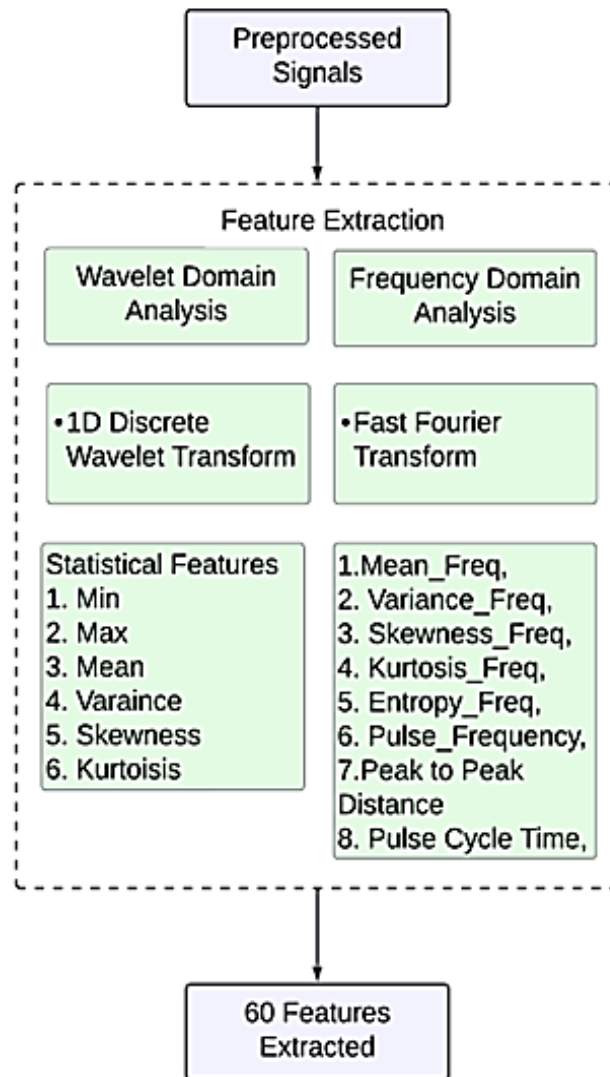 Preprocessed
Signals
Feature Extraction
Wavelet Domain
Analysis
Frequency Domain
Analysis
•1D Discrete
Wavelet Transform
•Fast Fourier
Transform
Statistical Features
1. Min
2. Max
3. Mean
4. Varaince
5. Skewness
6. Kurtoisis
1.Mean_Freq,
2. Variance_Freq,
3. Skewness_Freq,
4. Kurtosis_Freq,
5. Entropy_Freq,
6. Pulse_Frequency,
7.Peak to Peak
Distance
8. Pulse Cycle Time,
60 Features
Extracted